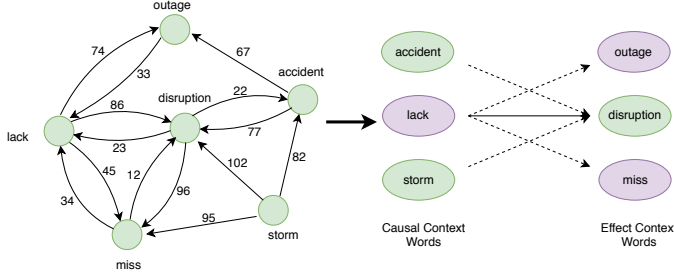 outage
74
67
33
accident
86
disruption
22
lack
23
77
45
12
102
82
34
96
95
storm
miss
accident
outage
lack
disruption
storm
miss
Causal Context
Words
Effect Contex
Words